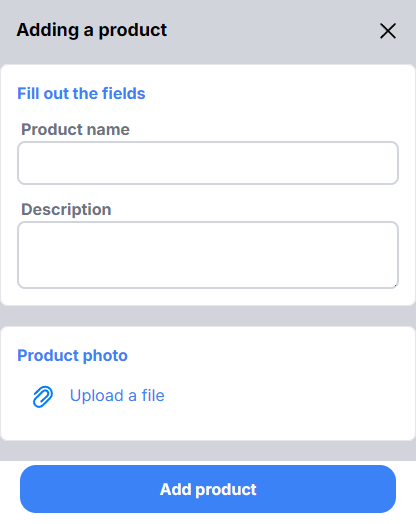 Adding a product
Fill out the fields
Product name
Description
Product photo
Upload a file
Add product